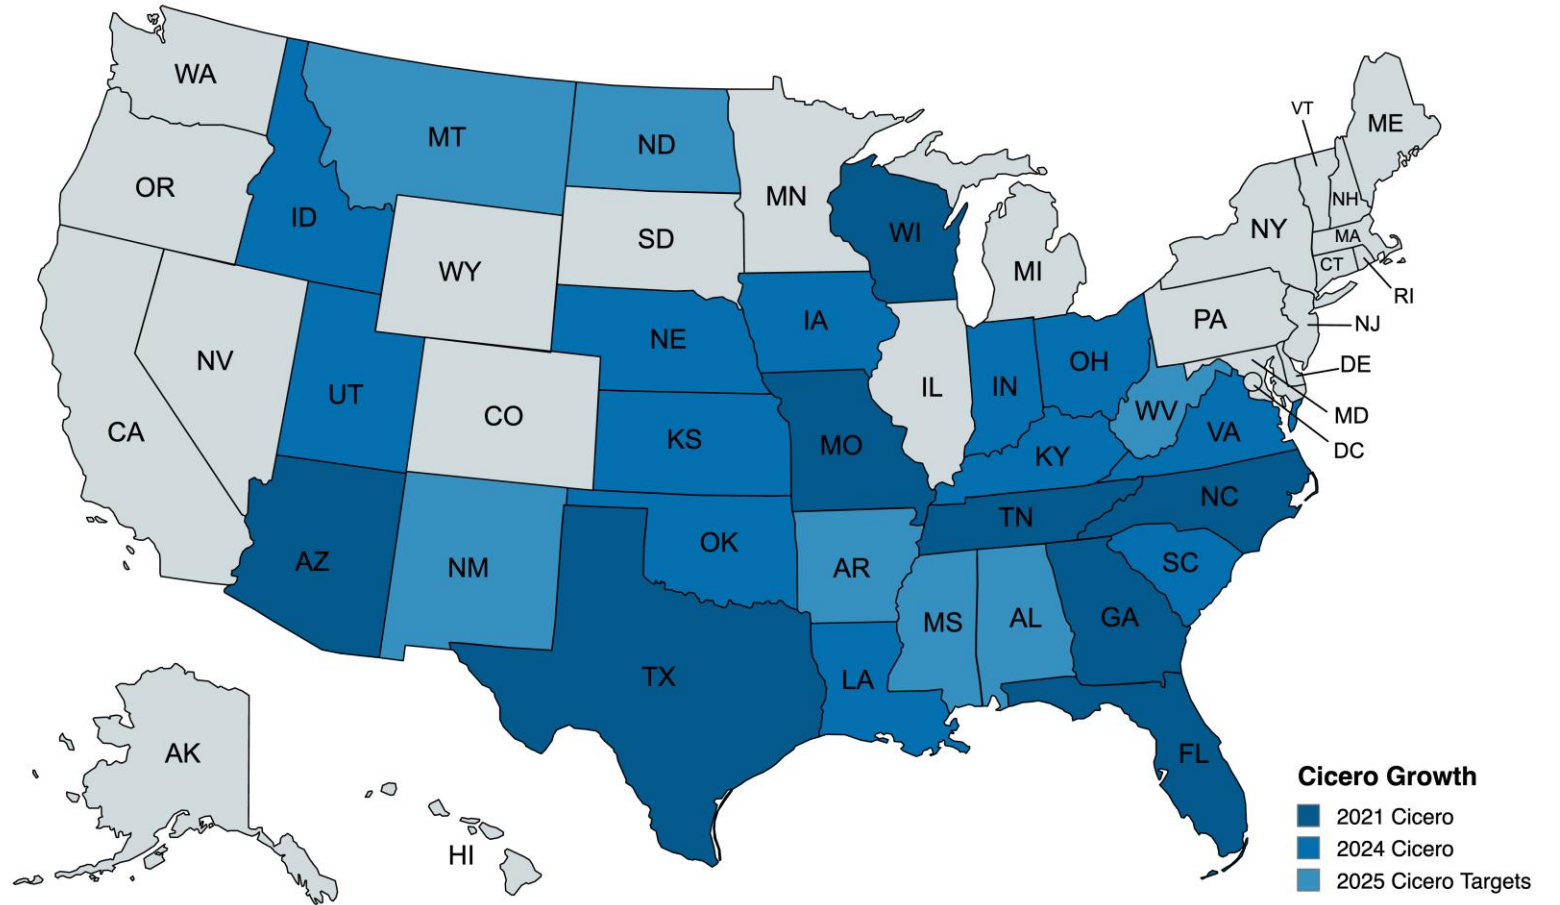 WA
MT
ND
MN
ME
VT
OR
ID
SD
WI
NH
NY
MA
WY
MI
CT
RI
NV
NE
IA
PA
NJ
UT
IL
IN
OH
DE
CA
CO
KS
MO
WV
VA
MD
DC
KY
NC
TN
AZ
NM
OK
AR
SC
MS
AL
GA
TX
LA
AK
FL
HI
Cicero Growth
2021 Cicero
2024 Cicero
2025 Cicero Targets